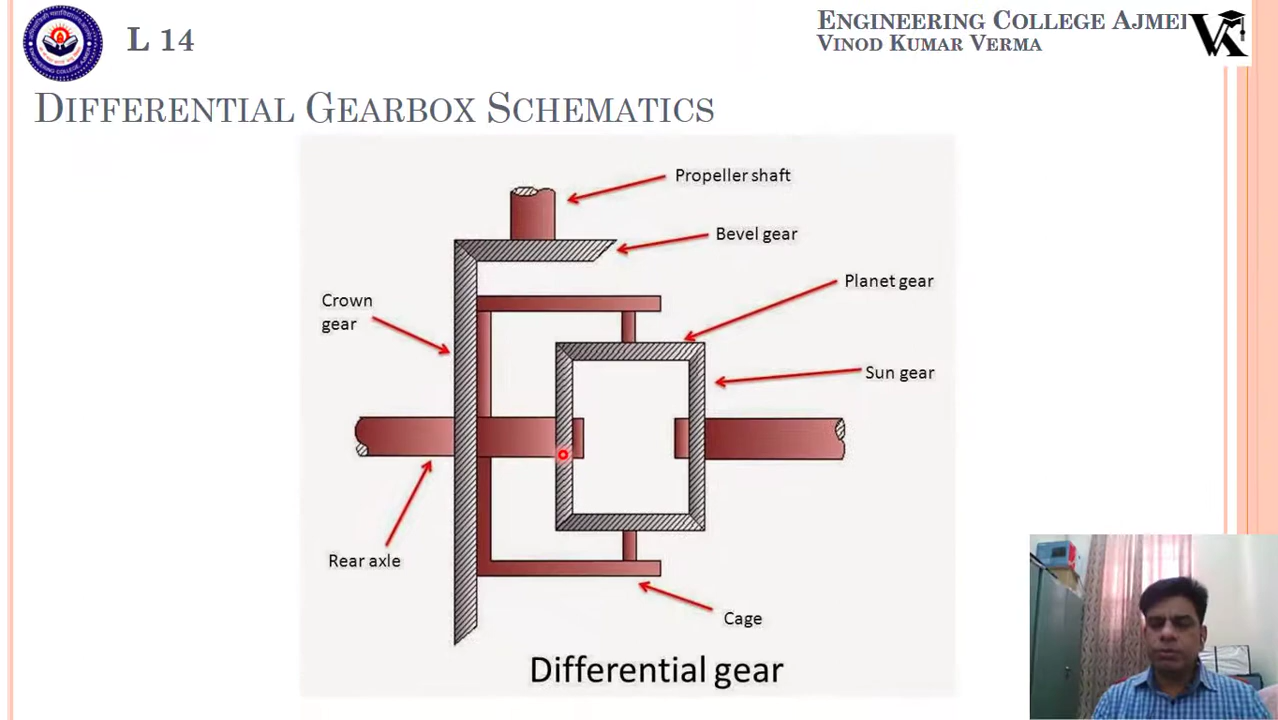 L 14
ENGINEERING COLLEGE AJME
VINOD KUMAR VERMA
DIFFERENTIAL GEARBOX SCHEMATICS
Propeller shaft
Bevel gear
Planet gear
Crown
gear
Sun gear
Rear axle
Cage
Differential gear